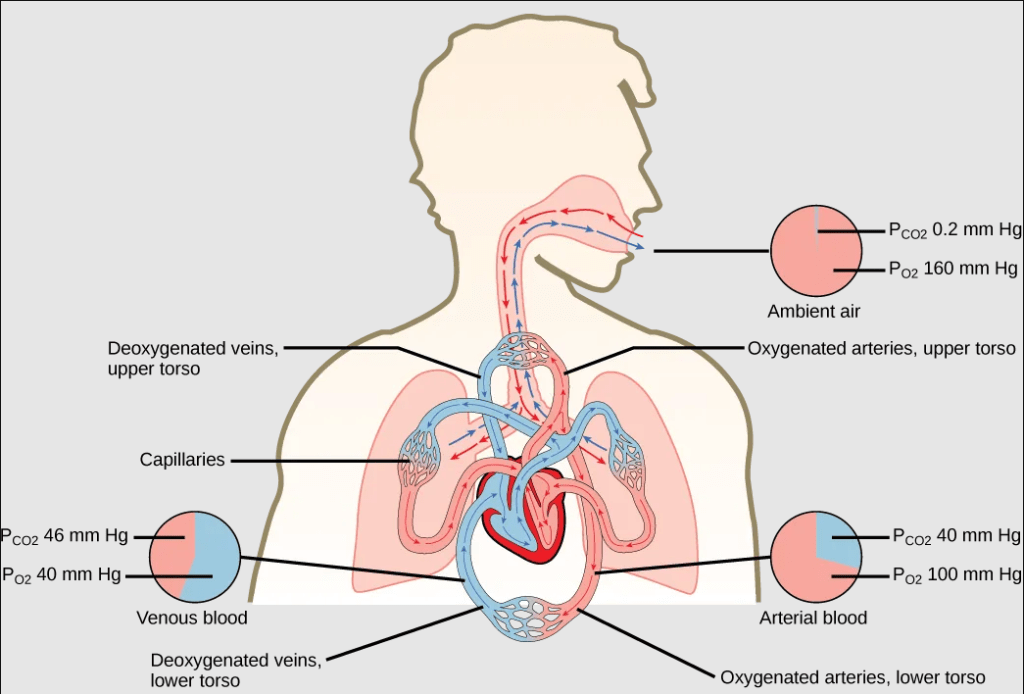 PCO2 0.2 mm Hg
PO2 160 mm Hg
Ambient air
Deoxygenated veins,
upper torso
Oxygenated arteries, upper torso
Capillaries
PCO2 46 mm Hg
PO2 40 mm Hg
Venous blood
PCO2 40 mm Hg
PO2 100 mm Hg
Arterial blood
Deoxygenated veins,
lower torso
Oxygenated arteries, lower torso